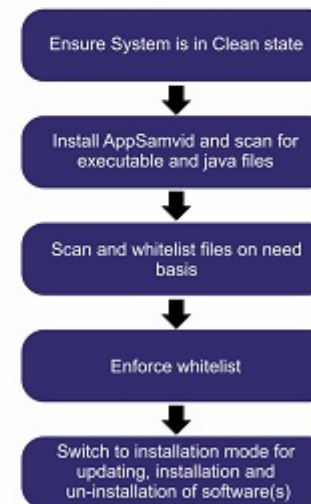 Ensure System is in Clean state
Install AppSamvid and scan for
executable and java files
Scan and whitelist files on need
basis
Enforce whitelist
Switch to installation mode for
updating, installation and
un-installation of software(s)